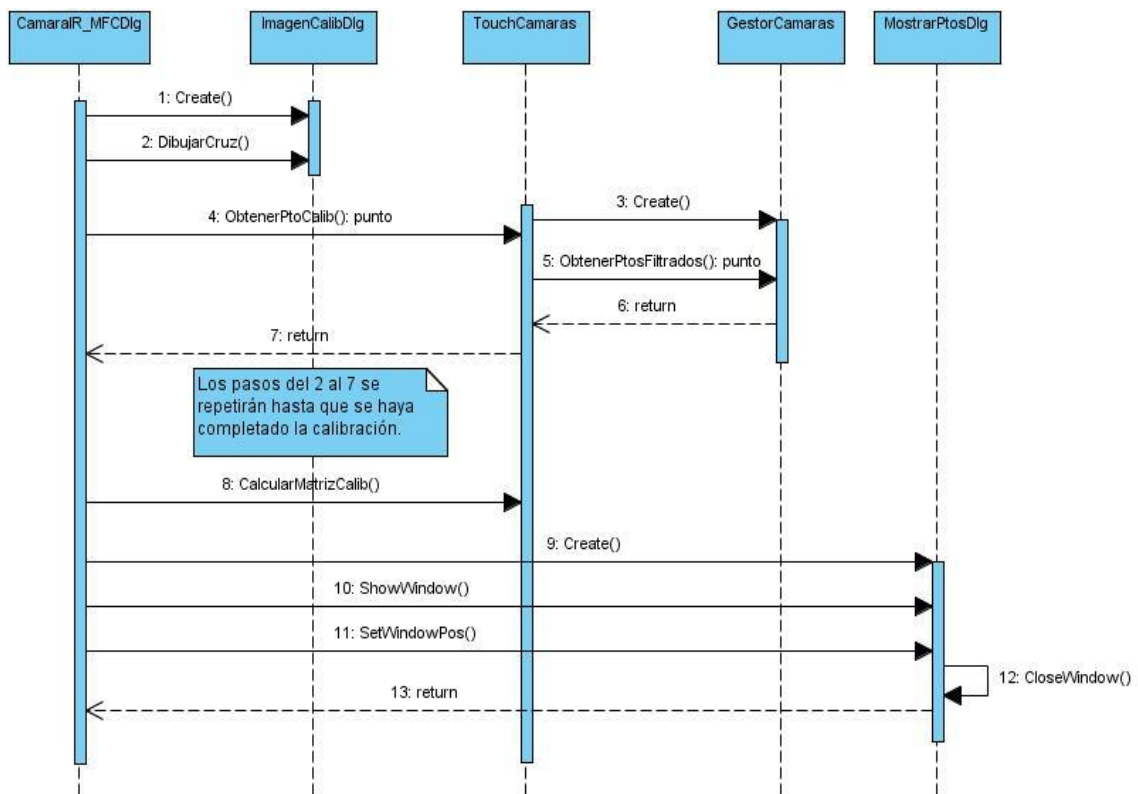 CamaraIR_MFCDlg
ImagenCalibDlg
TouchCamaras
GestorCamaras
MostrarPtosDlg
1: Create()
2: DibujarCruz()
3: Create()
4: ObtenerPtoCalib(): punto
5: ObtenerPtosFiltrados(): punto
6: return
7: return
Los pasos del 2 al 7 se
repetirán hasta que se haya
completado la calibración.
8: CalcularMatrizCalib()
9: Create()
10: ShowWindow()
11: SetWindowPos()
12: CloseWindow()
13: return